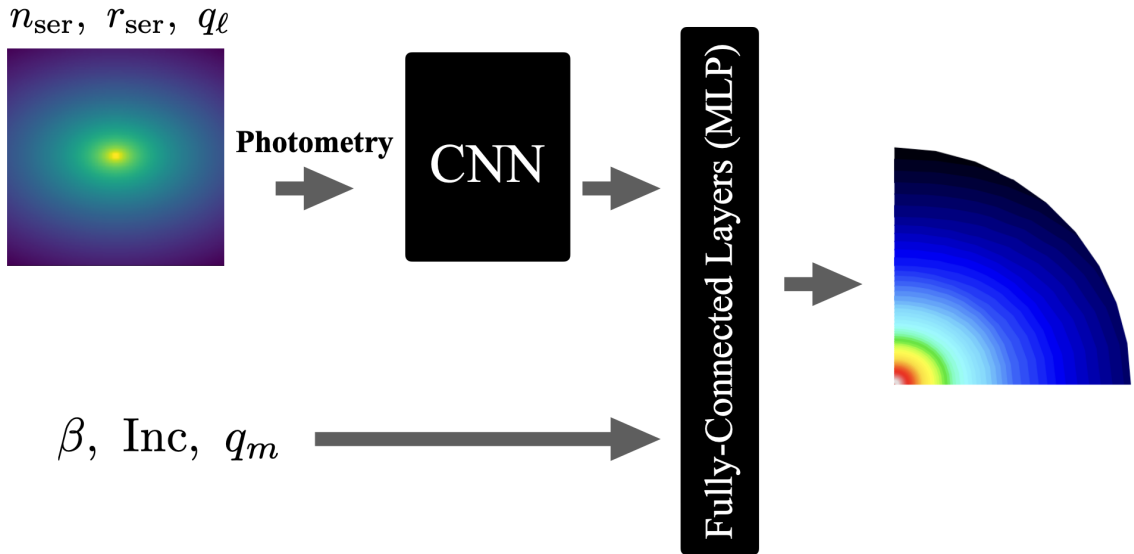 n_ser, r_ser, q_ℓ
Photometry
CNN
Fully-Connected Layers (MLP)
β, Inc, q_m